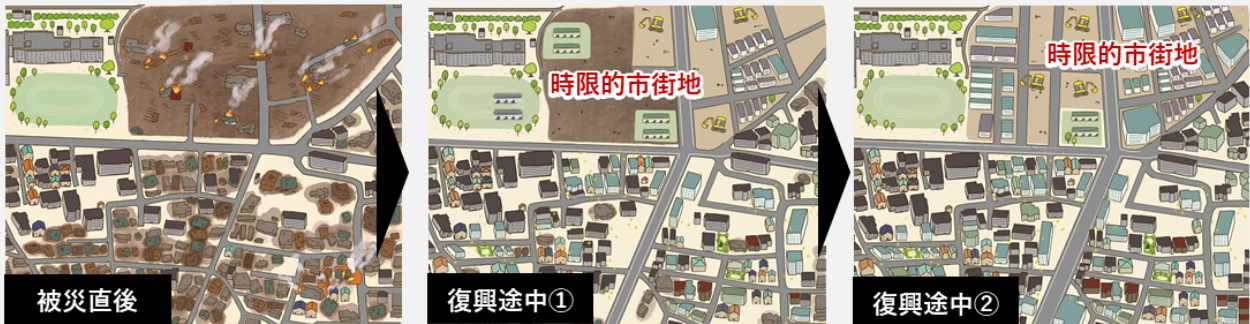 時限的市街地
時限的市街地
被災直後
復興途中①
復興途中②